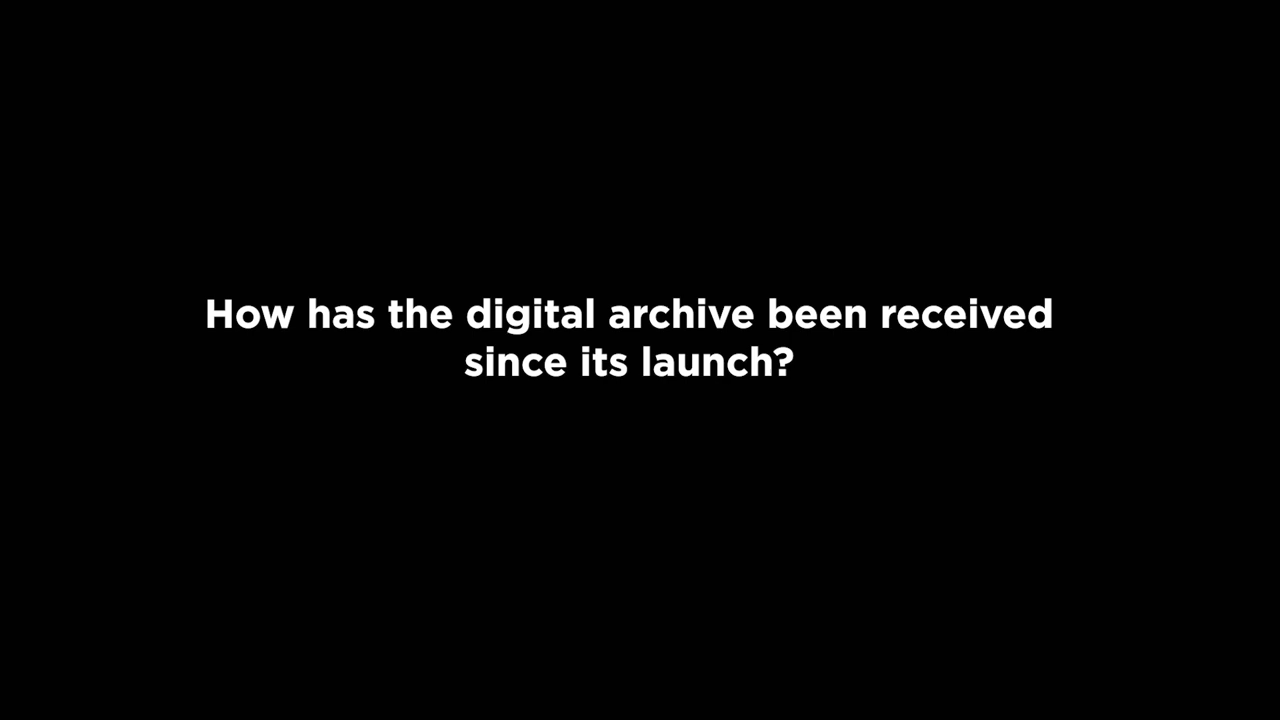 How has the digital archive been received
since its launch?